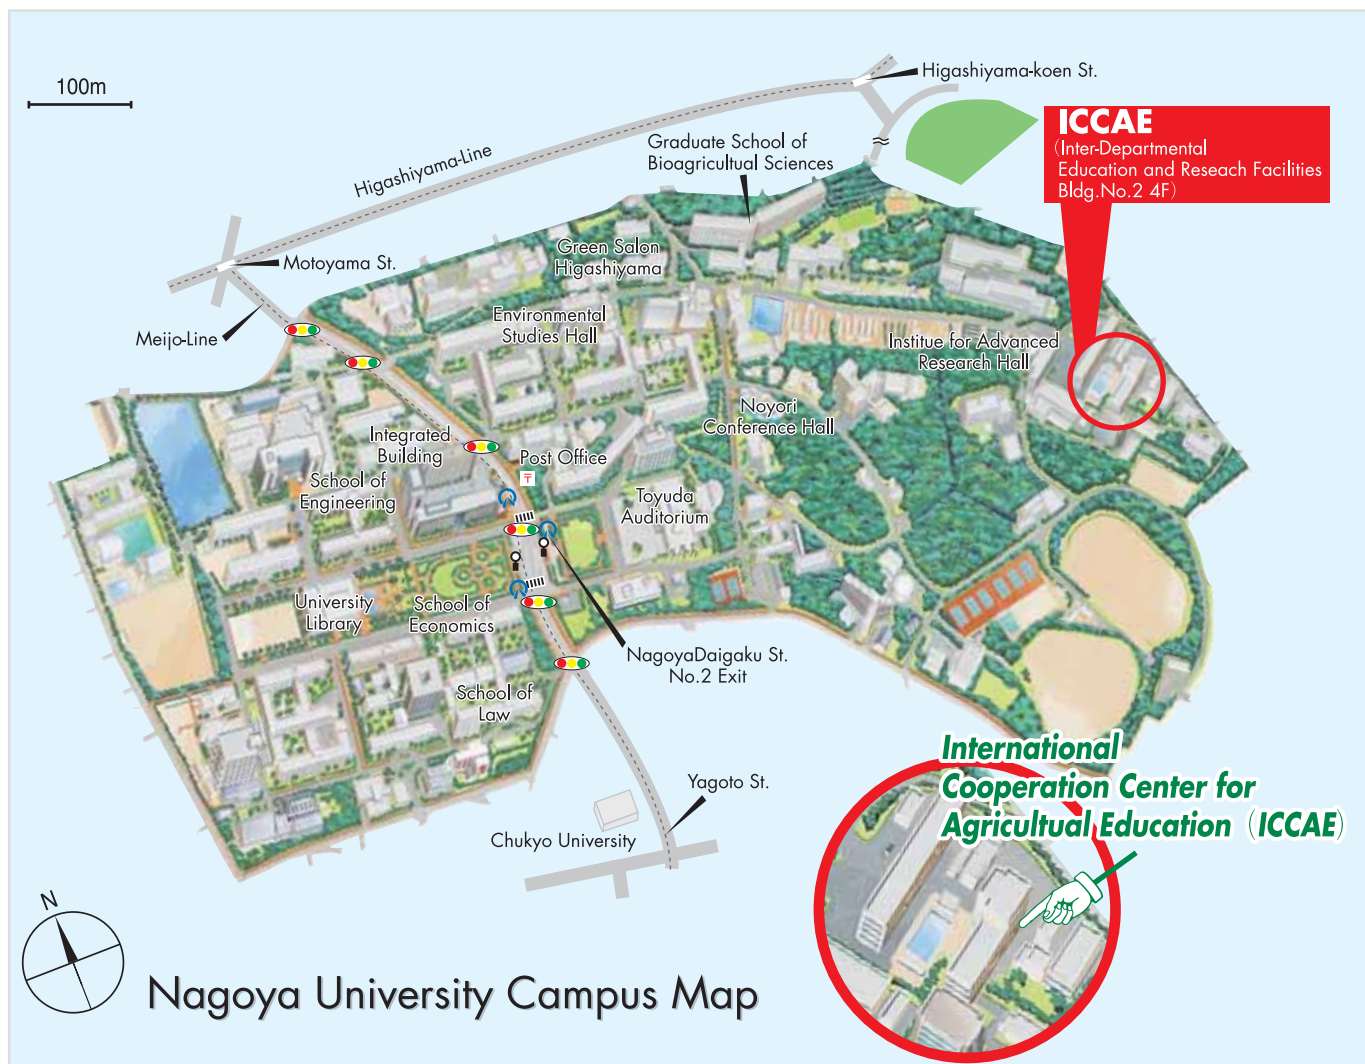 100m
Higashiyama-koen St.
ICCAE
(Inter-Departmental
Education and Reseach Facilities
Bldg.No.2 4F)
Graduate School of
Bioagricultual Sciences
Higashiyama-Line
Green Salon
Higashiyama
Motoyama St.
Meijo-Line
Environmental
Studies Hall
Institue for Advanced
Research Hall
Noyori
Conference Hall
Integrated
Building
Post Office
〒
School of
Engineering
Toyuda
Auditorium
University
Library
School of
Economics
NagoyaDaigaku St.
No.2 Exit
School of
Law
International
Cooperation Center for
Agricultual Education (ICCAE)
Yagoto St.
Chukyo University
N
Nagoya University Campus Map